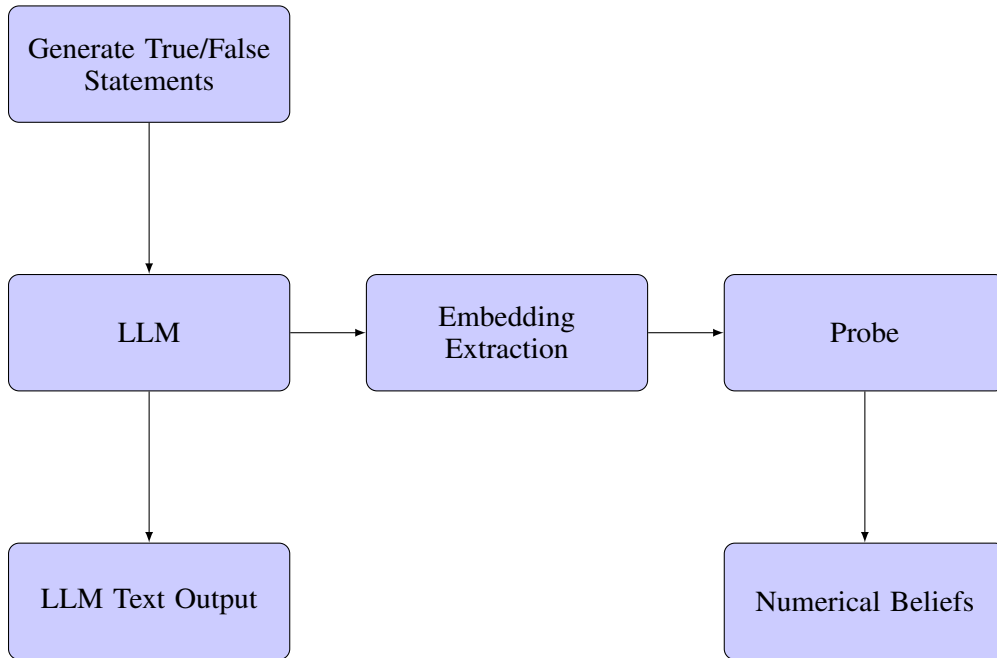 Generate True/False
Statements
LLM
Embedding
Extraction
Probe
LLM Text Output
Numerical Beliefs